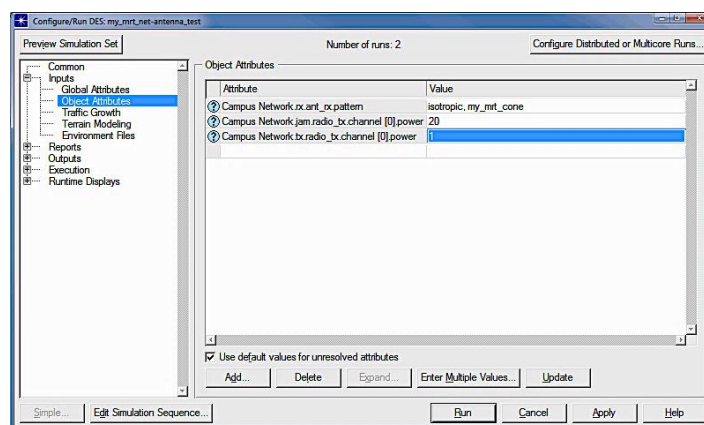 Configure/Run DES: my_mrt_net-antenna_test
Preview Simulation Set
Number of runs: 2
Configure Distributed or Multicore Runs...
Common
Inputs
Global Attributes
Object Attributes
Traffic Growth
Terrain Modeling
Environment Files
Reports
Outputs
Execution
Runtime Displays
Object Attributes
Attribute Value
Campus Network.rx.ant_rx.pattern isotropic, my_mrt_cone
Campus Network.jam.radio_tx.channel [0].power 20
Campus Network.tx.radio_tx.channel [0].power 1
Use default values for unresolved attributes
Add... Delete Expand... Enter Multiple Values... Update
Simple... Edit Simulation Sequence... Run Cancel Apply Help